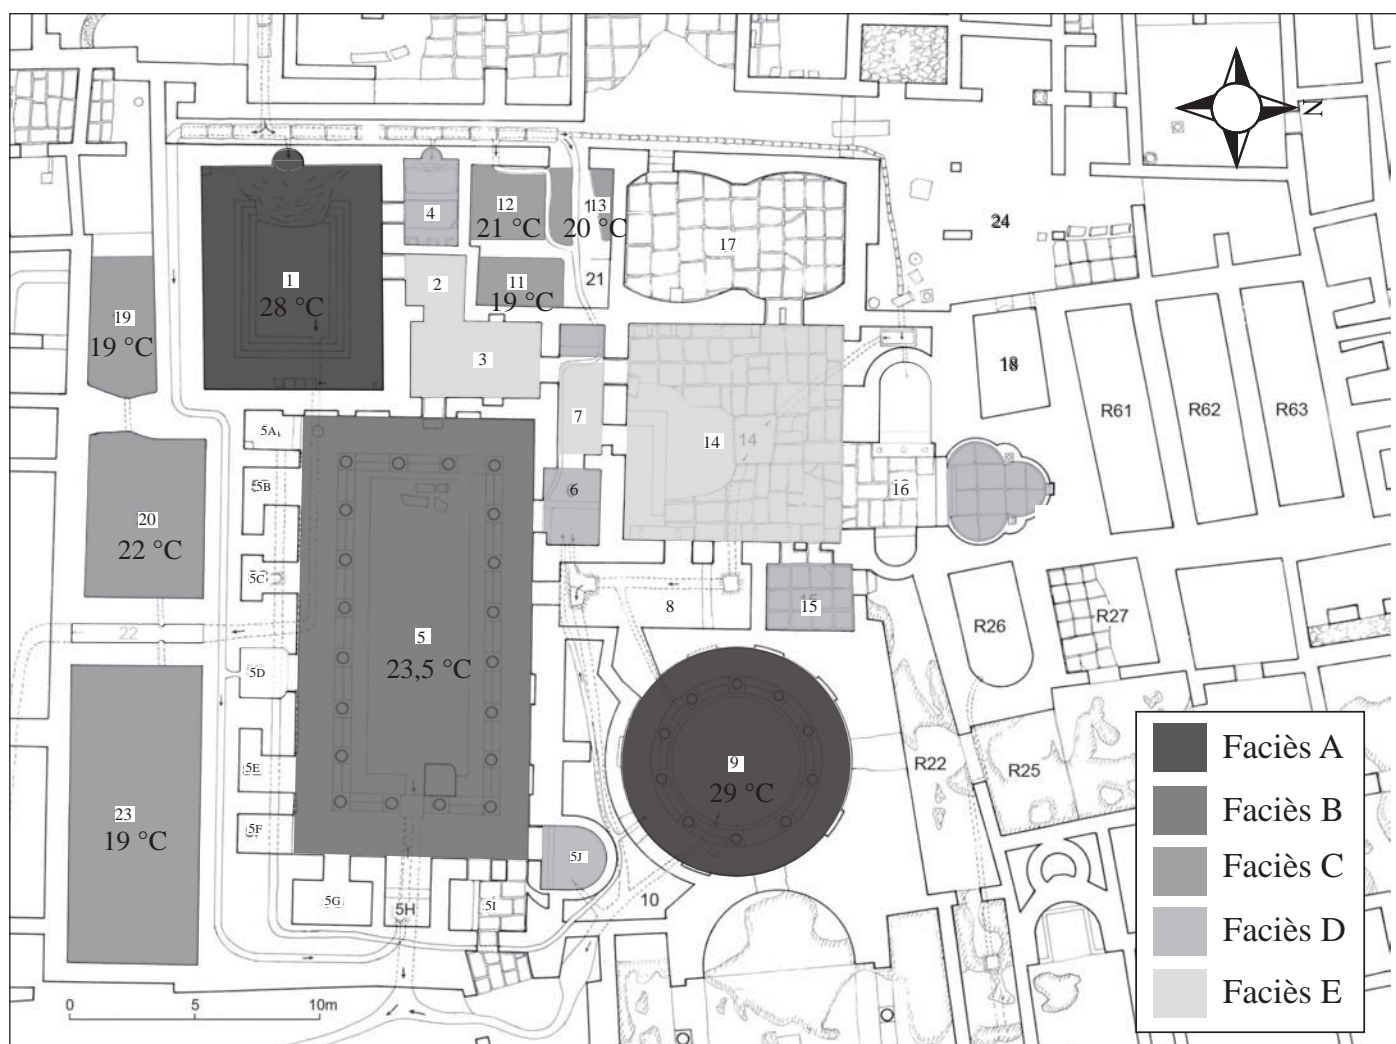 N
4
12
21 °C
13
20 °C
17
24
1
28 °C
2
11
19 °C
21
19
19 °C
3
18
R61
R62
R63
7
14
14
5A
5B
6
16
20
22 °C
5C
8
15
R26
R27
22
5
23,5 °C
5D
9
29 °C
R22
R25
5E
23
19 °C
5F
5J
5G
5H
5I
10
0
5
10m
Faciès A
Faciès B
Faciès C
Faciès D
Faciès E